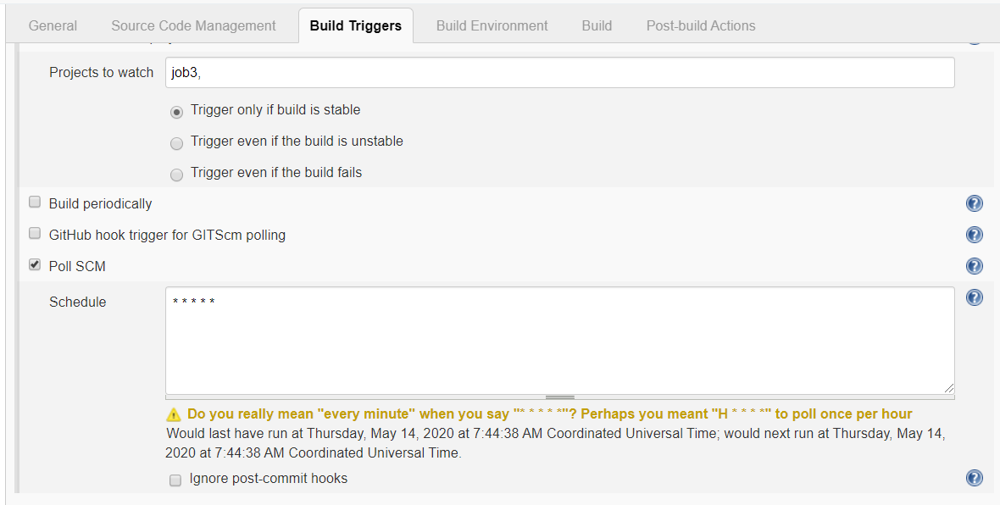 General Source Code Management Build Triggers Build Environment Build Post-build Actions
Projects to watch job3,
Trigger only if build is stable
Trigger even if the build is unstable
Trigger even if the build fails
Build periodically
GitHub hook trigger for GITScm polling
Poll SCM
Schedule * * * * *
Do you really mean "every minute" when you say "* * * * *"? Perhaps you meant "H * * * *" to poll once per hour
Would last have run at Thursday, May 14, 2020 at 7:44:38 AM Coordinated Universal Time; would next run at Thursday, May 14,
2020 at 7:44:38 AM Coordinated Universal Time.
Ignore post-commit hooks